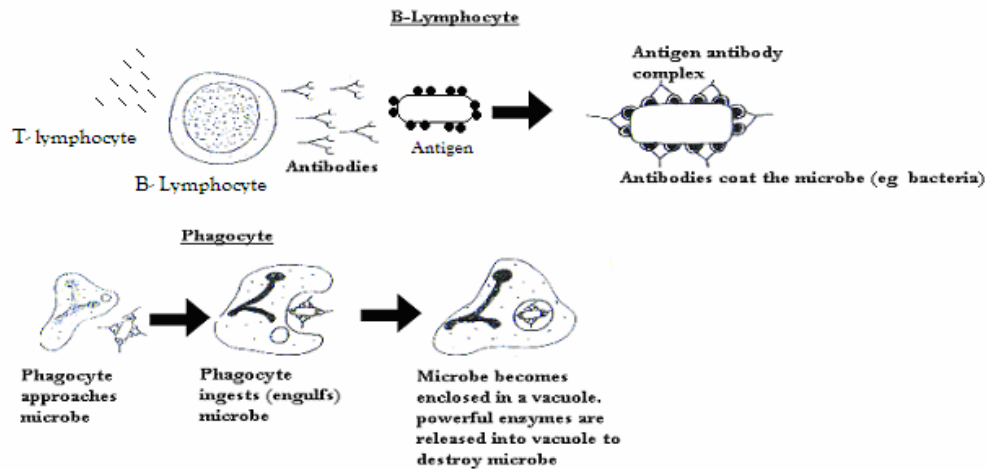 B-Lymphocyte
Antigen antibody
complex
T- lymphocyte
Antibodies
Antigen
B- Lymphocyte
Antibodies coat the microbe (eg bacteria)
Phagocyte
Phagocyte
approaches
microbe
Phagocyte
ingests (engulfs)
microbe
Microbe becomes
enclosed in a vacuole.
powerful enzymes are
released into vacuole to
destroy microbe